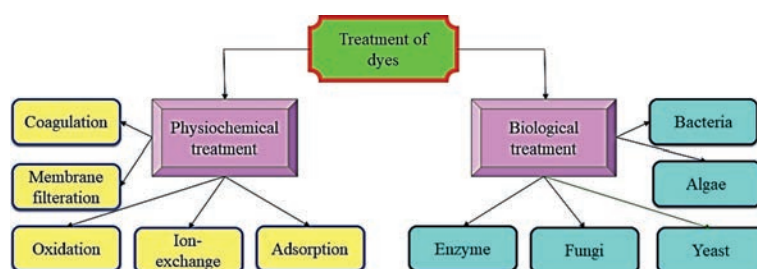 Treatment of
dyes
Coagulation
Physiochemical
treatment
Biological
treatment
Bacteria
Membrane
filteration
Algae
Oxidation
Ion-
exchange
Adsorption
Enzyme
Fungi
Yeast